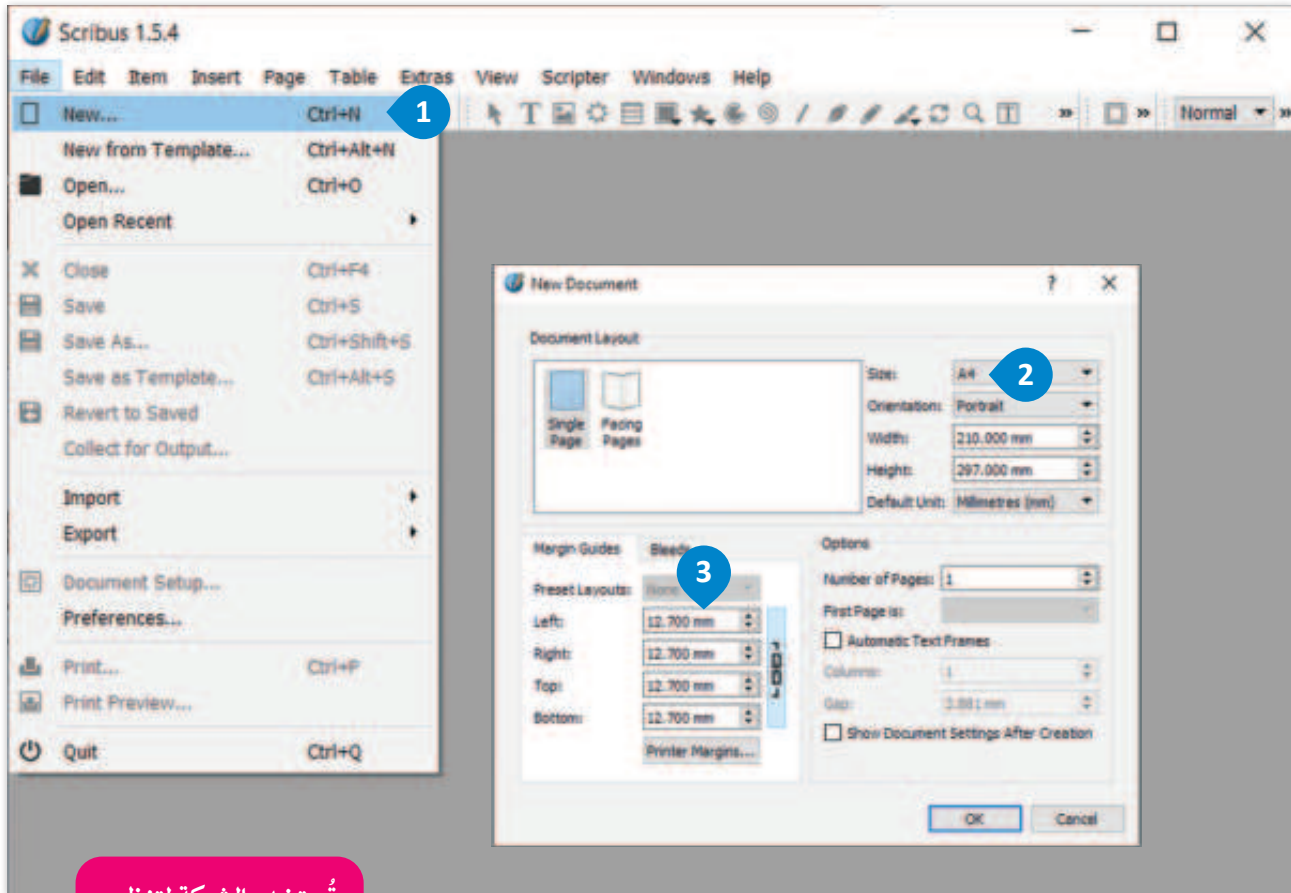 Scribus 1.5.4
File Edit Item Insert Page Table Extras View Scripter Windows Help
New... Ctrl+N 1
Normal
New from Template... Ctrl+Alt+N
Open... Ctrl+O
Open Recent
Close Ctrl+F4
Save Ctrl+S
Save As... Ctrl+Shift+S
Save as Template... Ctrl+Alt+S
Revert to Saved
Collect for Output...
Import
Export
Document Setup...
Preferences...
Print... Ctrl+P
Print Preview...
Quit Ctrl+Q
New Document
Document Layout
Single Page
Facing Pages
Size: A4 2
Orientation: Portrait
Width: 210.000 mm
Height: 297.000 mm
Default Unit: Millimetres (mm)
Margin Guides Bleeds
3
Preset Layouts: None
Left: 12.700 mm
Right: 12.700 mm
Top: 12.700 mm
Bottom: 12.700 mm
Printer Margins...
Options
Number of Pages: 1
First Page is:
Automatic Text Frames
Columns: 1
Gap: 3.881 mm
Show Document Settings After Creation
OK Cancel